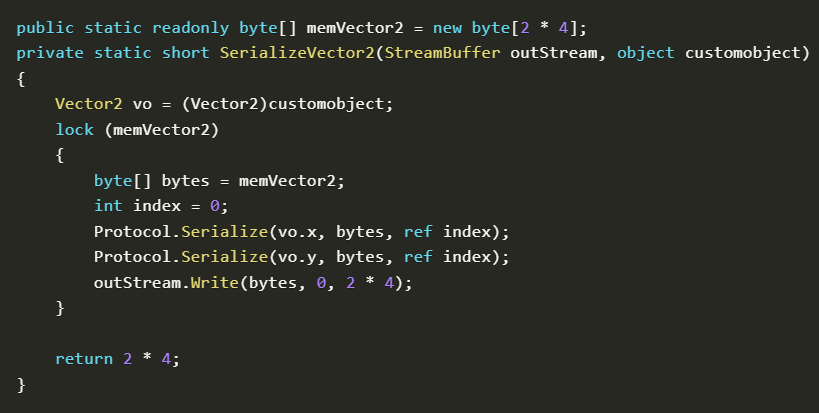 public static readonly byte[] memVector2 = new byte[2 * 4];
private static short SerializeVector2(StreamBuffer outStream, object customobject)
{
    Vector2 vo = (Vector2)customobject;
    lock (memVector2)
    {
        byte[] bytes = memVector2;
        int index = 0;
        Protocol.Serialize(vo.x, bytes, ref index);
        Protocol.Serialize(vo.y, bytes, ref index);
        outStream.Write(bytes, 0, 2 * 4);
    }

    return 2 * 4;
}